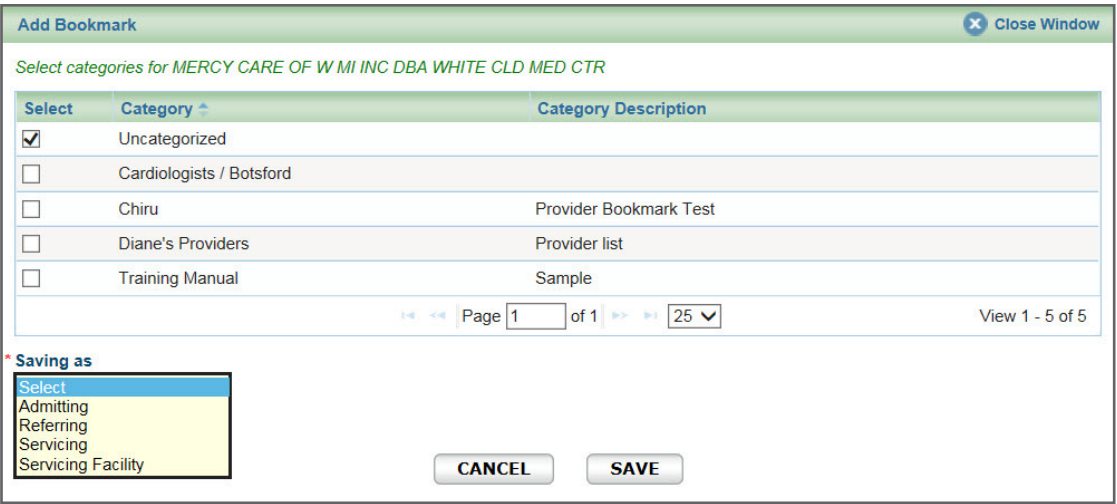 Add Bookmark Close Window
Select categories for MERCY CARE OF W MI INC DBA WHITE CLD MED CTR
Select Category Category Description
Uncategorized
Cardiologists / Botsford
Chiru Provider Bookmark Test
Diane's Providers Provider list
Training Manual Sample
Page 1 of 1 25 View 1 - 5 of 5
* Saving as
Select
Admitting
Referring
Servicing
Servicing Facility
CANCEL SAVE